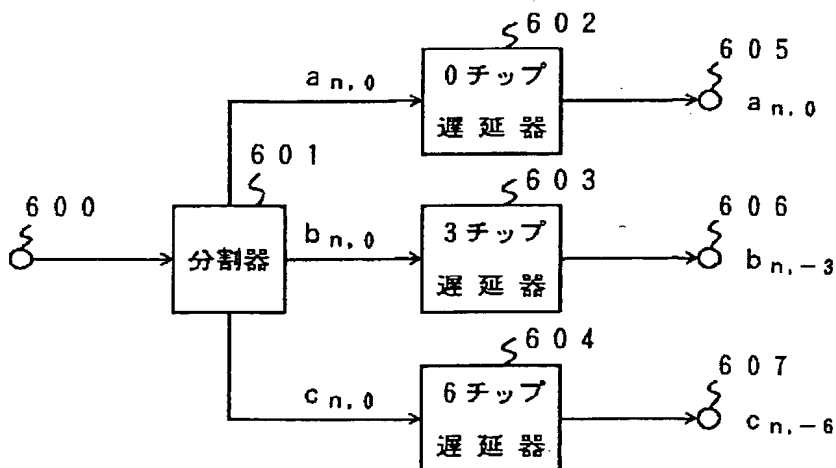 602
605
a n, 0
0チップ
遅延器
a n, 0
601
600
603
606
分割器
b n, 0
3チップ
遅延器
b n, -3
604
607
c n, 0
6チップ
遅延器
c n, -6